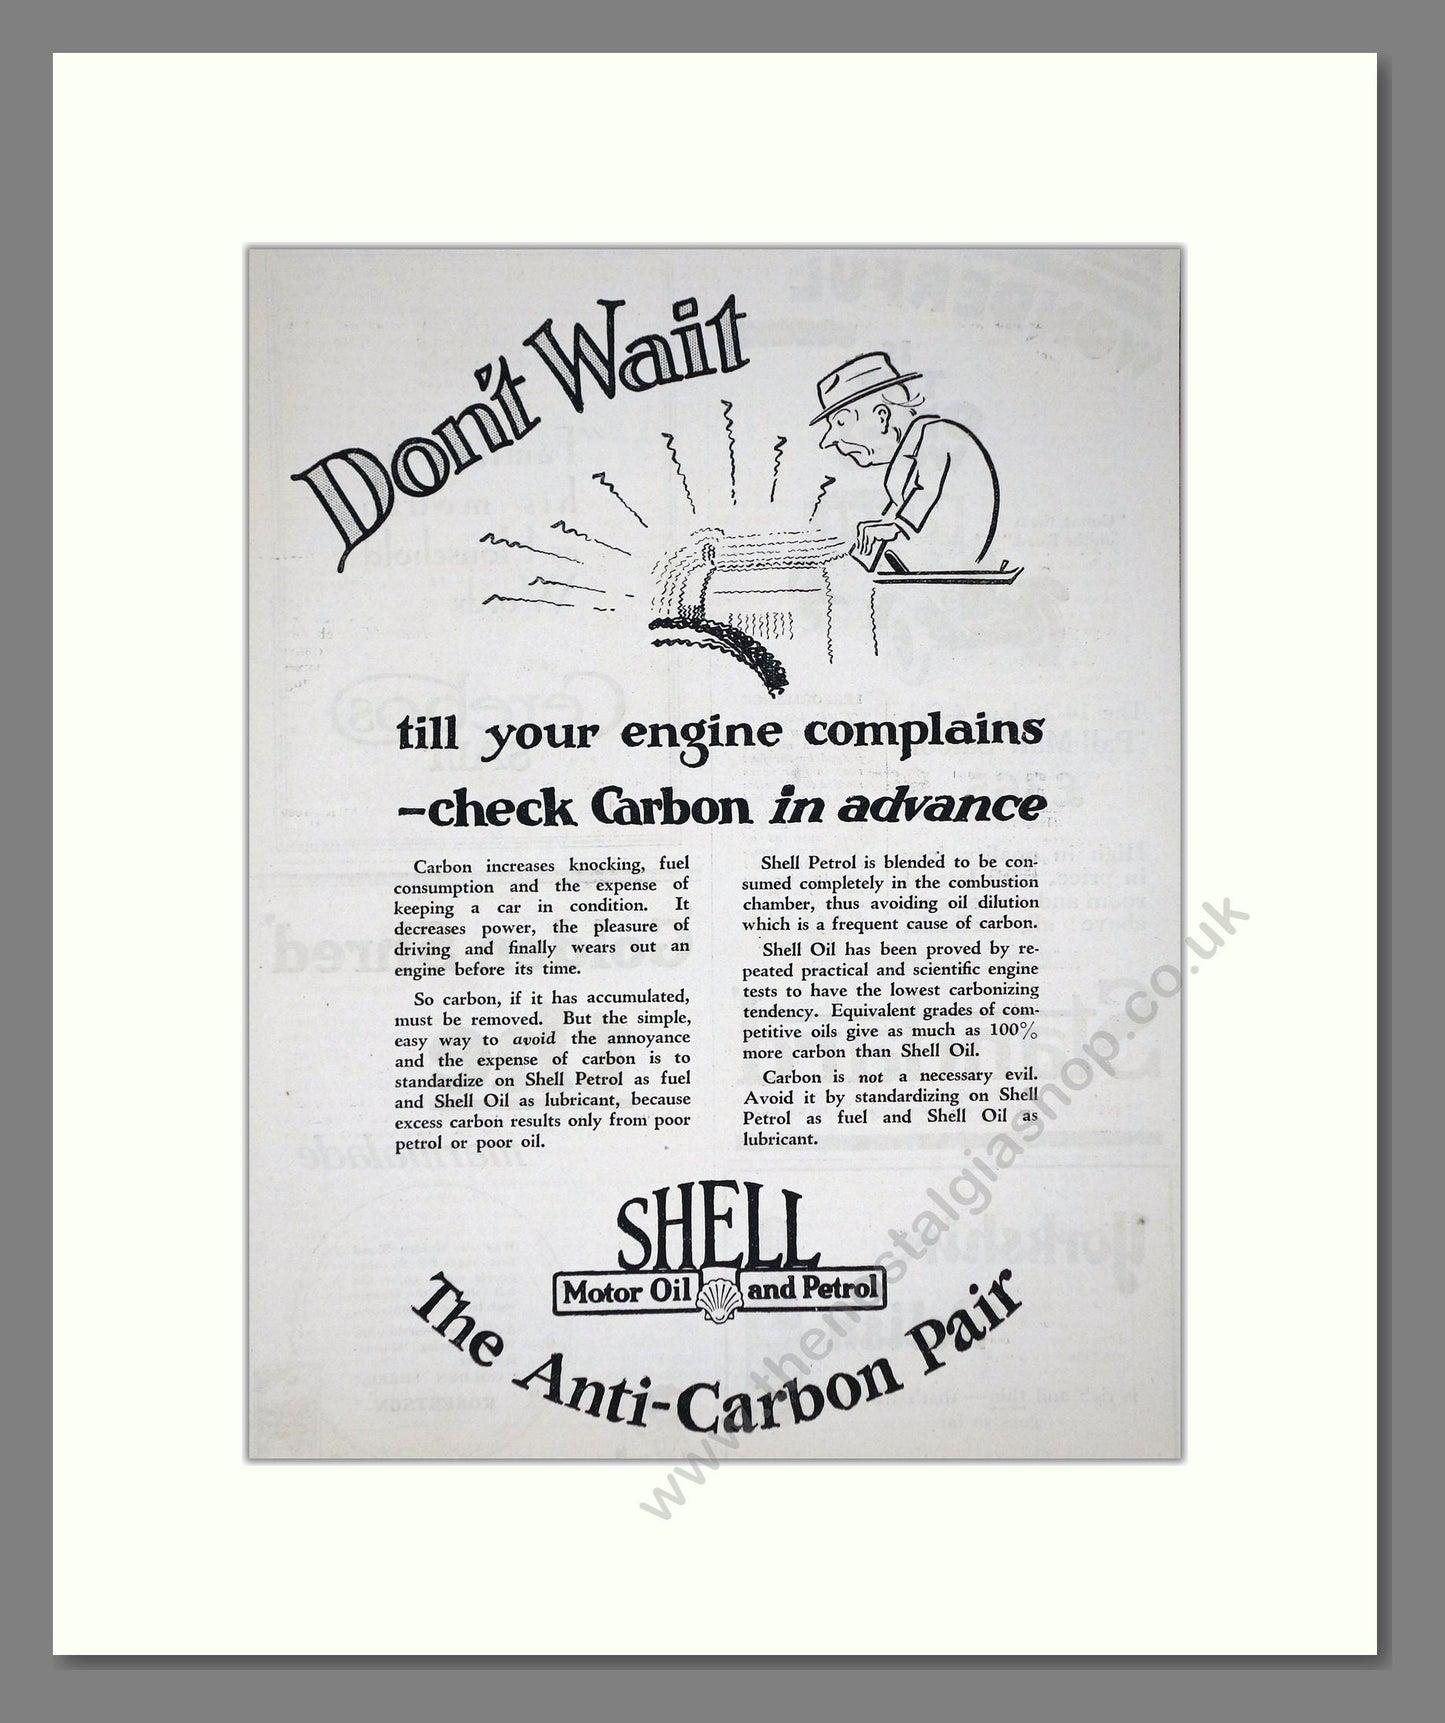 Don't Wait
till your engine complains
–check Carbon in advance
Carbon increases knocking, fuel
consumption and the expense of
keeping a car in condition. It
decreases power, the pleasure of
driving and finally wears out an
engine before its time.
So carbon, if it has accumulated,
must be removed. But the simple,
easy way to avoid the annoyance
and the expense of carbon is to
standardize on Shell Petrol as fuel
and Shell Oil as lubricant, because
excess carbon results only from poor
petrol or poor oil.
Shell Petrol is blended to be con-
sumed completely in the combustion
chamber, thus avoiding oil dilution
which is a frequent cause of carbon.
Shell Oil has been proved by re-
peated practical and scientific engine
tests to have the lowest carbonizing
tendency. Equivalent grades of com-
petitive oils give as much as 100%
more carbon than Shell Oil.
Carbon is not a necessary evil.
Avoid it by standardizing on Shell
Petrol as fuel and Shell Oil as
lubricant.
SHELL
Motor Oil and Petrol
The Anti-Carbon Pair
www.thenostalgiashop.co.uk